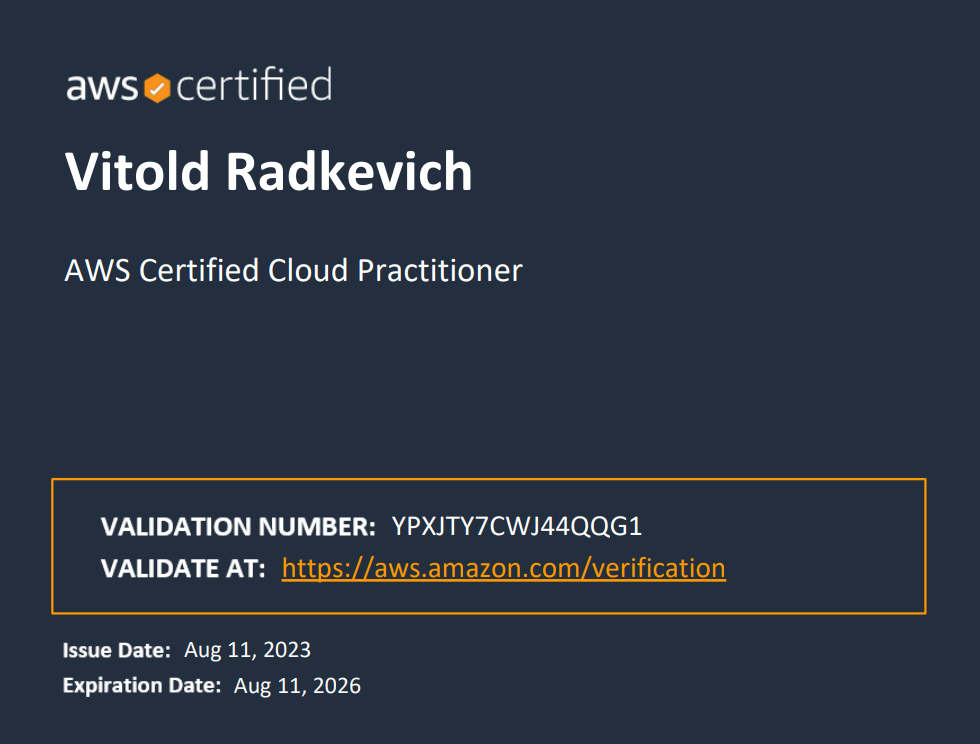 aws certified
Vitold Radkevich
AWS Certified Cloud Practitioner
VALIDATION NUMBER: YPXJTY7CWJ44QQG1
VALIDATE AT: https://aws.amazon.com/verification
Issue Date: Aug 11, 2023
Expiration Date: Aug 11, 2026